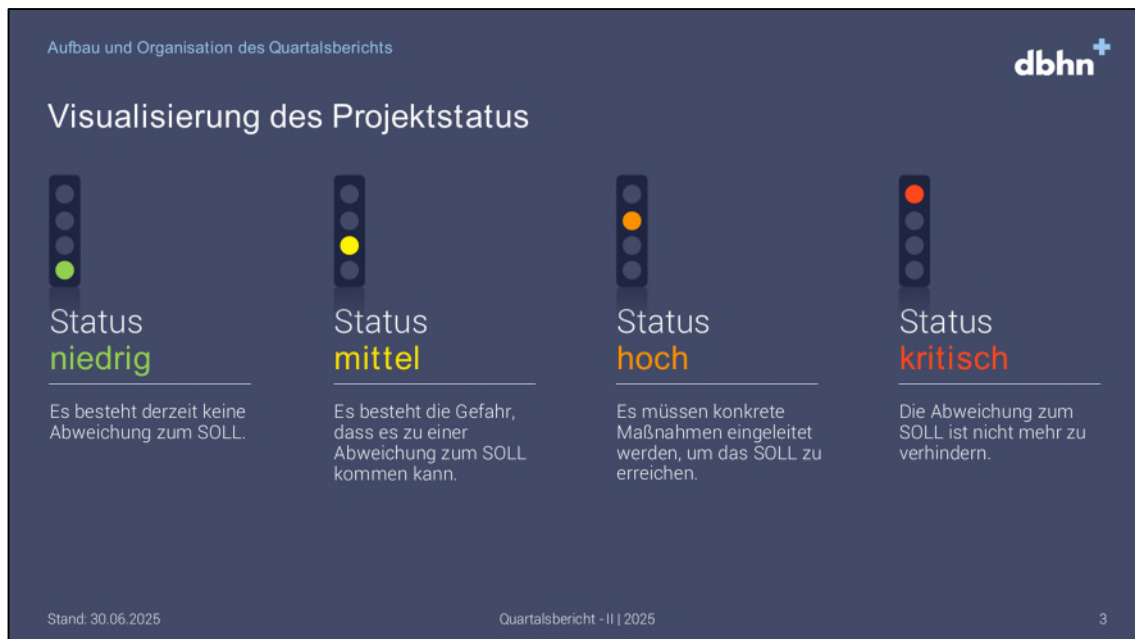 Aufbau und Organisation des Quartalsberichts
dbhn+
Visualisierung des Projektstatus
Status
niedrig
Es besteht derzeit keine
Abweichung zum SOLL.
Status
mittel
Es besteht die Gefahr,
dass es zu einer
Abweichung zum SOLL
kommen kann.
Status
hoch
Es müssen konkrete
Maßnahmen eingeleitet
werden, um das SOLL zu
erreichen.
Status
kritisch
Die Abweichung zum
SOLL ist nicht mehr zu
verhindern.
Stand: 30.06.2025
Quartalsbericht - II | 2025
3